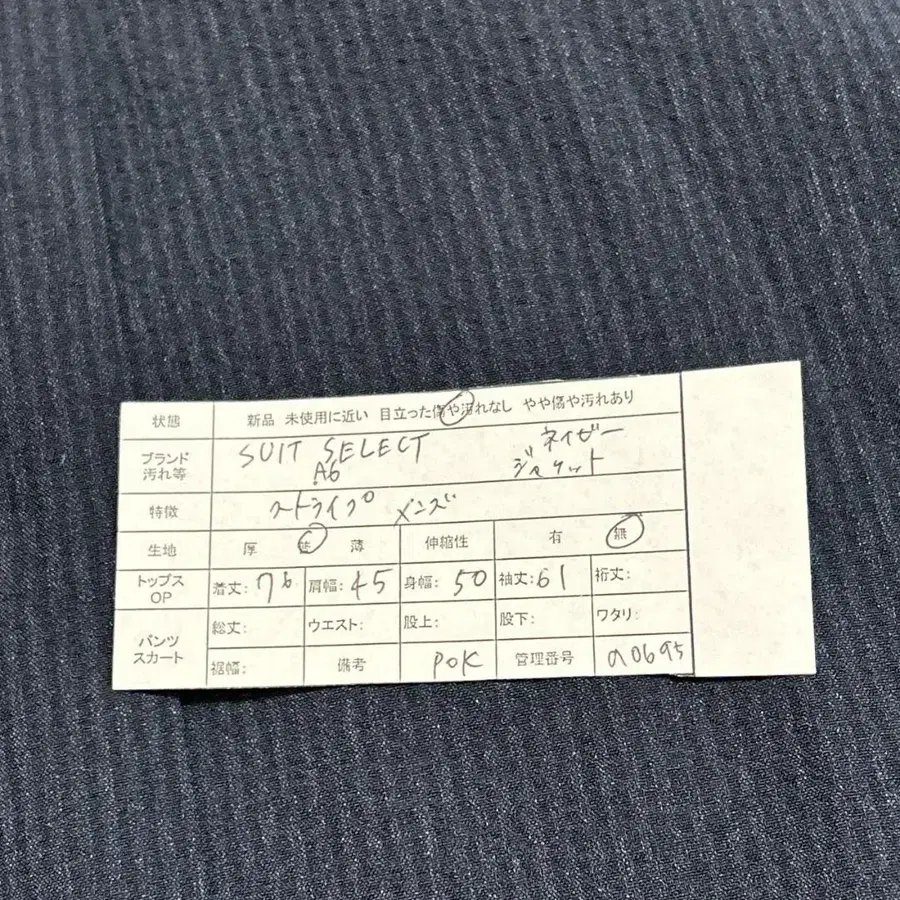 状態 新品 未使用に近い 目立った傷や汚れなし やや傷や汚れあり
ブランド 汚れ等 SUIT SELECT ネイビー
A6 ジャケット
特徴 ストライプ メンズ
生地 厚 普 薄 伸縮性 有 無
トップス OP 着丈: 76 肩幅: 45 身幅: 50 袖丈: 61 裄丈:
パンツ スカート 総丈: ウエスト: 股上: 股下: ワタリ:
裾幅: 備考 POK 管理番号 a0695